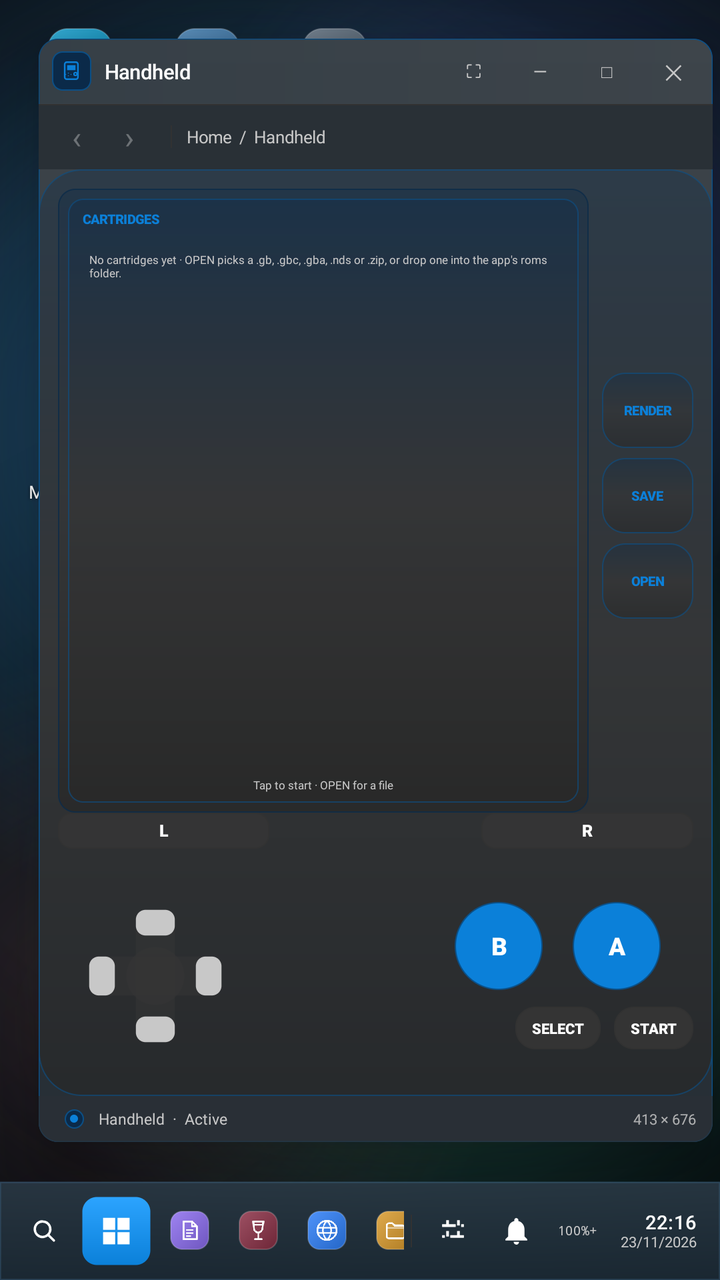 Handheld
Home / Handheld
CARTRIDGES
No cartridges yet · OPEN picks a .gb, .gbc, .gba, .nds or .zip, or drop one into the app's roms
folder.
RENDER
M
SAVE
OPEN
Tap to start · OPEN for a file
L
R
B
A
SELECT
START
Handheld · Active
413 × 676
100%+
22:16
23/11/2026